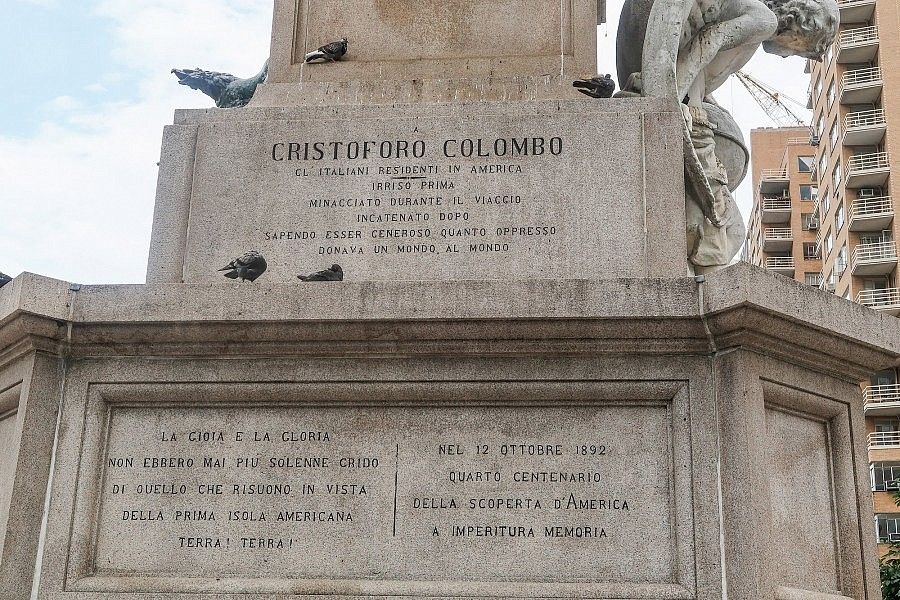 A
CRISTOFORO COLOMBO
GL'ITALIANI RESIDENTI IN AMERICA
IRRISO PRIMA
MINACCIATO DURANTE IL VIAGGIO
INCATENATO DOPO
SAPENDO ESSER GENEROSO QUANTO OPPRESSO
DONAVA UN MONDO, AL MONDO
LA GIOIA E LA GLORIA
NON EBBERO MAI PIU SOLENNE GRIDO
DI QUELLO CHE RISUONO IN VISTA
DELLA PRIMA ISOLA AMERICANA
TERRA! TERRA!
NEL 12 OTTOBRE 1892
QUARTO CENTENARIO
DELLA SCOPERTA D'AMERICA
A IMPERITURA MEMORIA